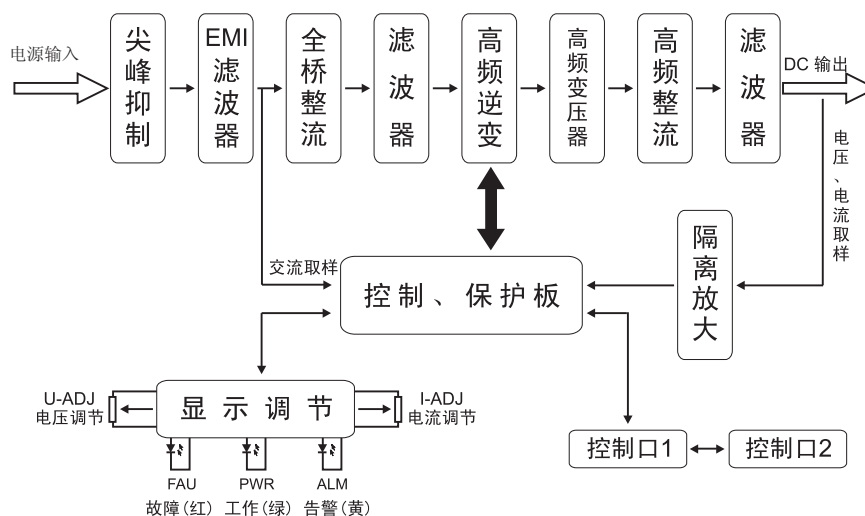 电源输入
尖峰抑制
EMI
滤波器
全桥整流
滤波器
高频逆变
高频变压器
高频整流
滤波器
DC 输出
电压、电流取样
隔离放大
交流取样
控制、保护板
U-ADJ
电压调节
显示调节
I-ADJ
电流调节
控制口1
控制口2
FAU
PWR
ALM
故障(红)
工作(绿)
告警(黄)